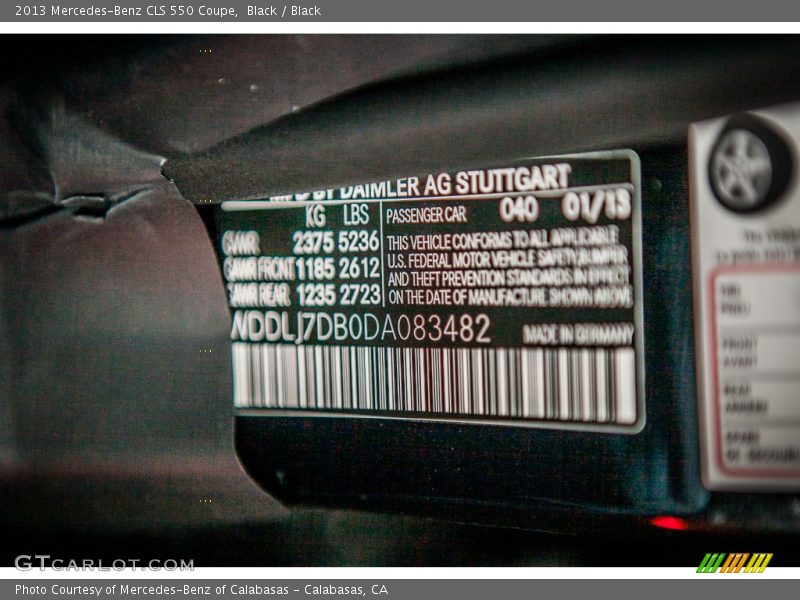 2013 Mercedes-Benz CLS 550 Coupe, Black / Black
MFD BY DAIMLER AG STUTTGART
KG LBS PASSENGER CAR 040 01/13
GVWR 2375 5236 THIS VEHICLE CONFORMS TO ALL APPLICABLE
GAWR FRONT 1185 2612 U.S. FEDERAL MOTOR VEHICLE SAFETY, BUMPER,
GAWR REAR 1235 2723 AND THEFT PREVENTION STANDARDS IN EFFECT
ON THE DATE OF MANUFACTURE SHOWN ABOVE
WDDLJ7DB0DA083482 MADE IN GERMANY
GTCARLOT.COM
Photo Courtesy of Mercedes-Benz of Calabasas - Calabasas, CA